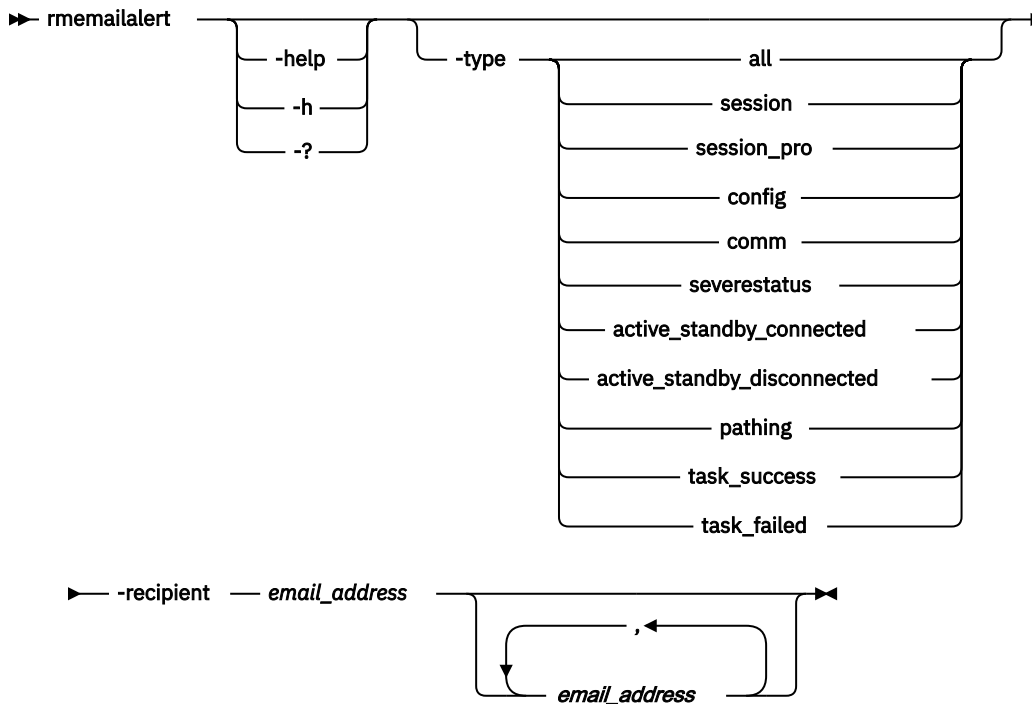 rmemailalert
-help
-h
-?
-type
all
session
session_pro
config
comm
severestatus
active_standby_connected
active_standby_disconnected
pathing
task_success
task_failed
-recipient email_address
,
email_address